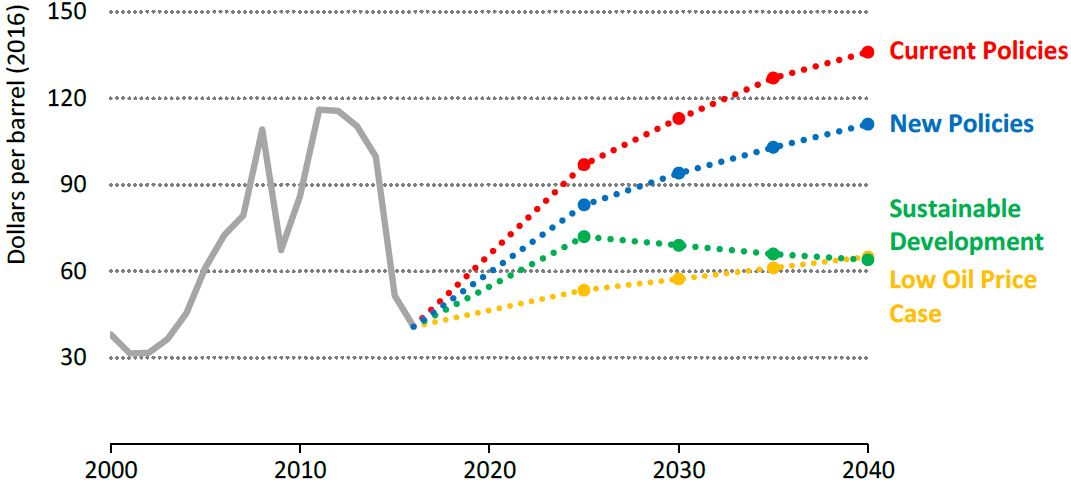 Dollars per barrel (2016)
150
120
90
60
30
2000
2010
2020
2030
2040
Current Policies
New Policies
Sustainable
Development
Low Oil Price
Case